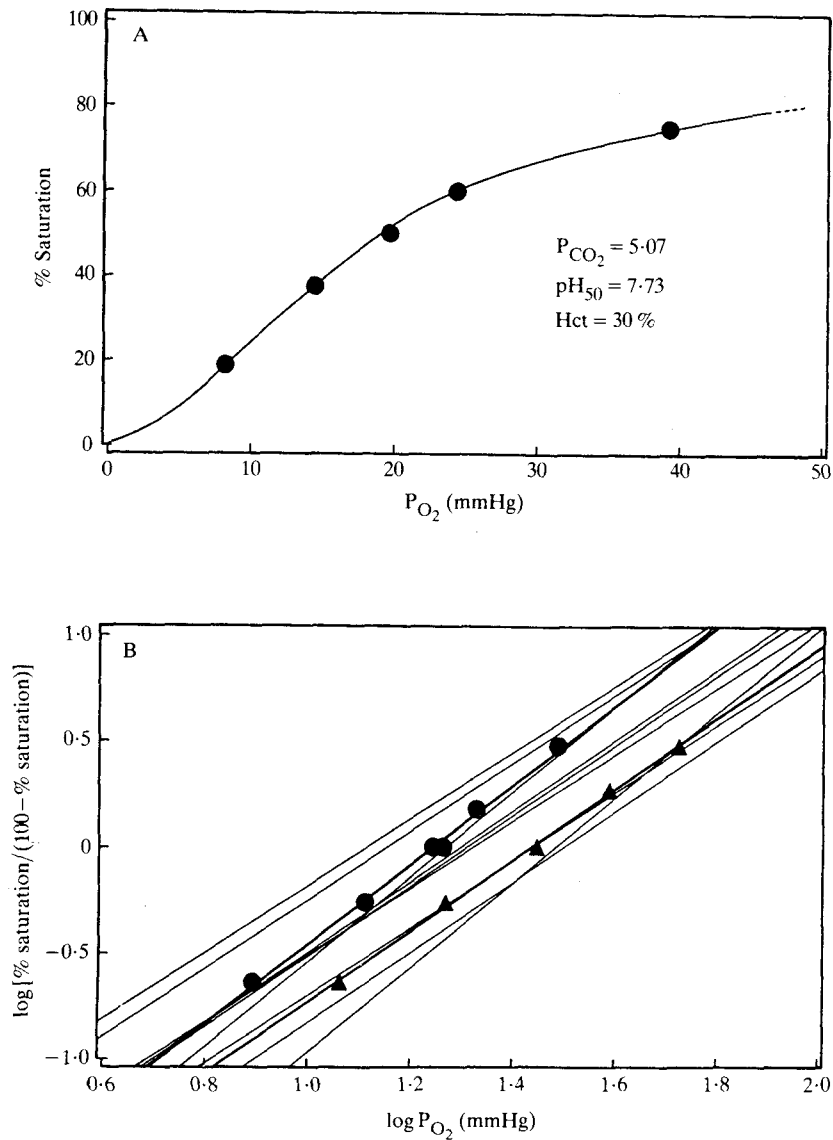 A
100
80
60
40
20
0
% Saturation
P_CO2 = 5·07
pH50 = 7·73
Hct = 30 %
0 10 20 30 40 50
P_O2 (mmHg)
B
1·0
0·5
0
−0·5
−1·0
log[% saturation/(100−% saturation)]
0·6 0·8 1·0 1·2 1·4 1·6 1·8 2·0
log P_O2 (mmHg)